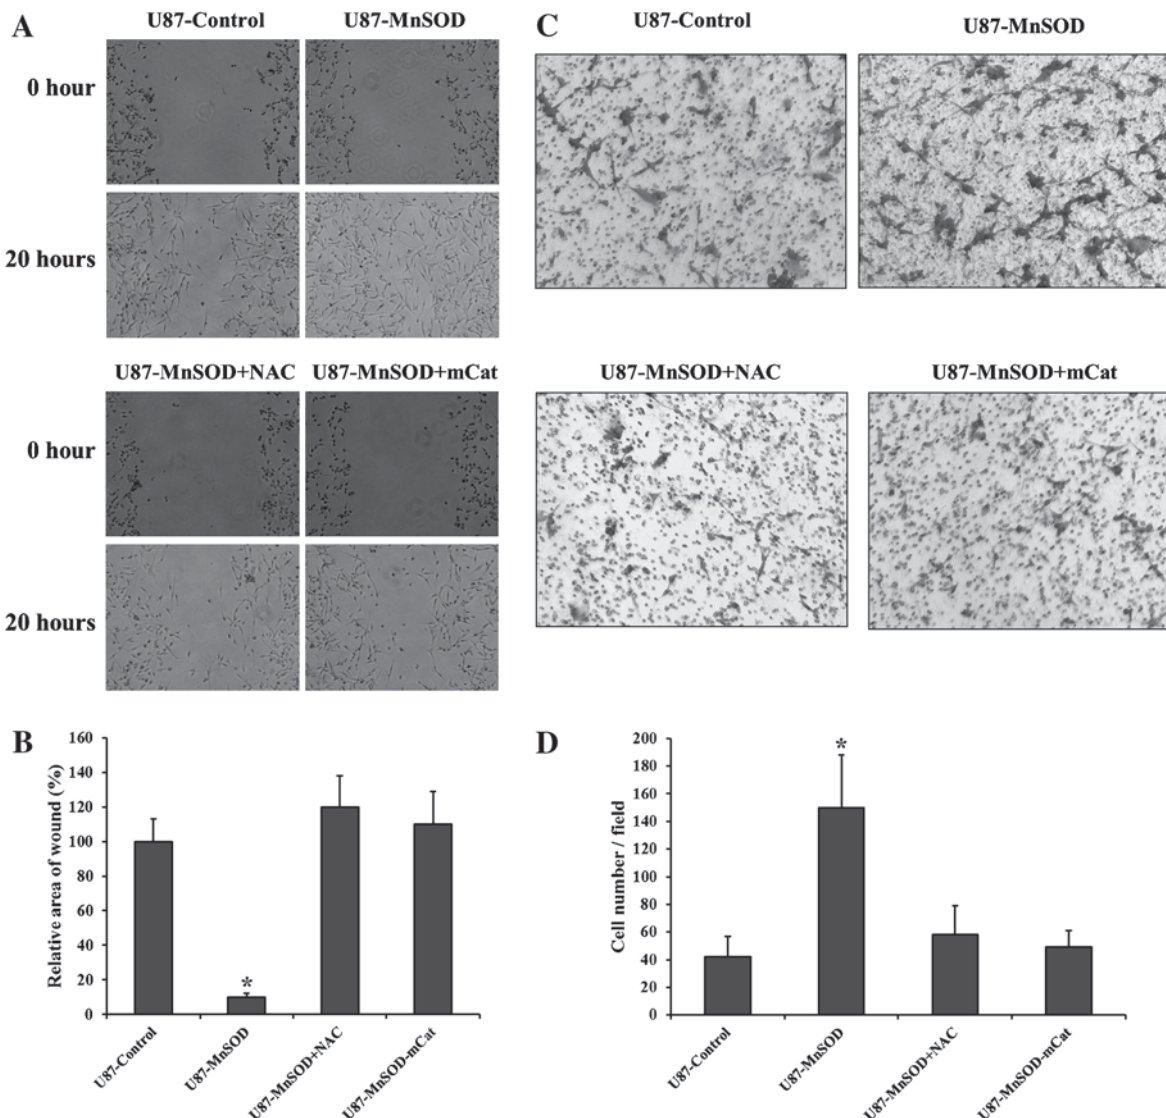 A
U87-Control
U87-MnSOD
0 hour
20 hours
U87-MnSOD+NAC
U87-MnSOD+mCat
0 hour
20 hours
B
160
140
120
100
80
60
40
20
0
Relative area of wound (%)
*
U87-Control
U87-MnSOD
U87-MnSOD+NAC
U87-MnSOD-mCat
C
U87-Control
U87-MnSOD
U87-MnSOD+NAC
U87-MnSOD+mCat
D
200
180
160
140
120
100
80
60
40
20
0
Cell number / field
*
U87-Control
U87-MnSOD
U87-MnSOD+NAC
U87-MnSOD-mCat